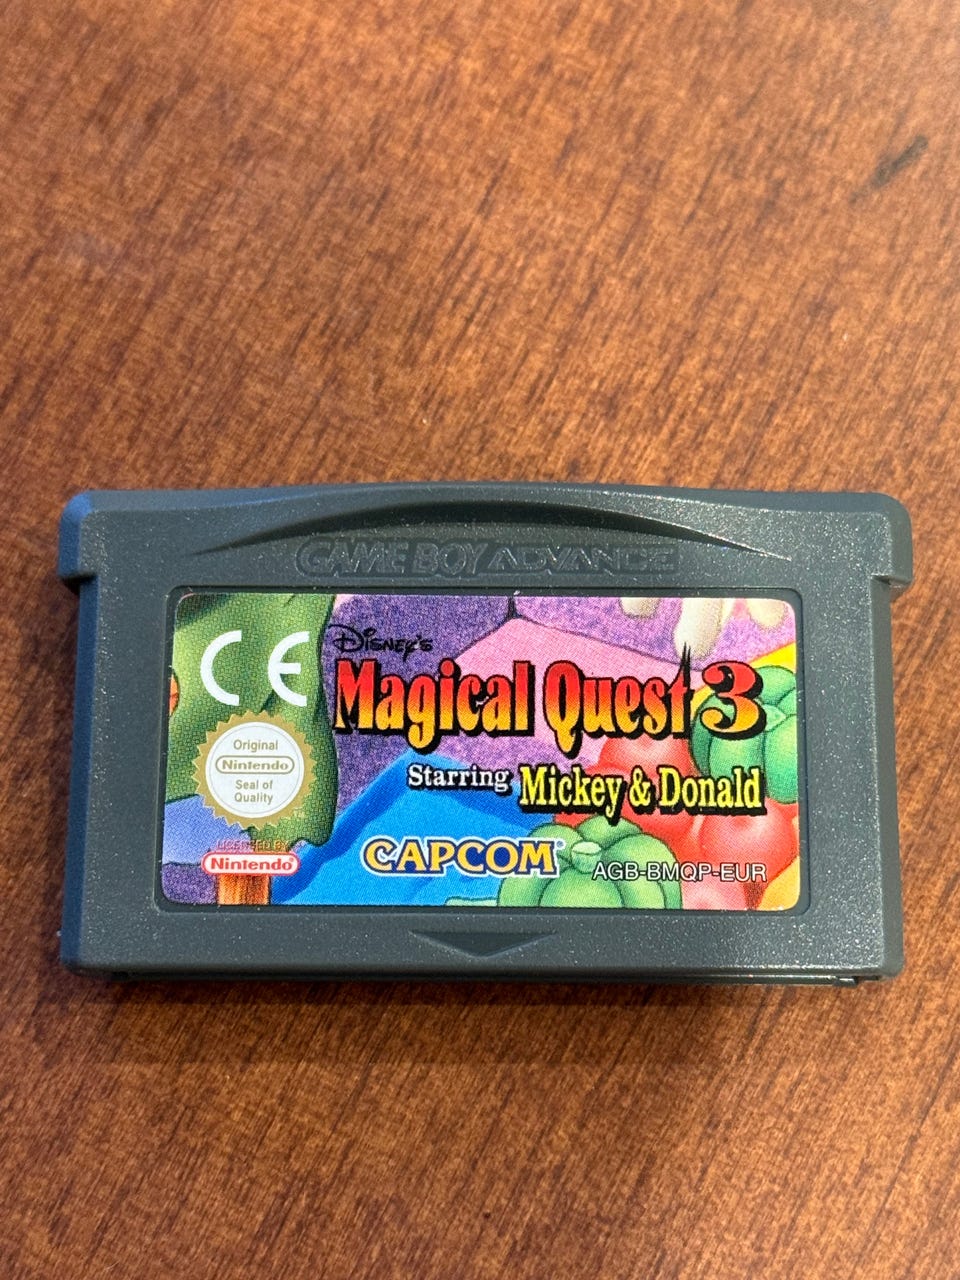 GAME BOY ADVANCE
CE
Disney's
Magical Quest 3
Starring Mickey & Donald
Original
Nintendo
Seal of
Quality
LICENSED BY
Nintendo®
CAPCOM®
AGB-BMQP-EUR